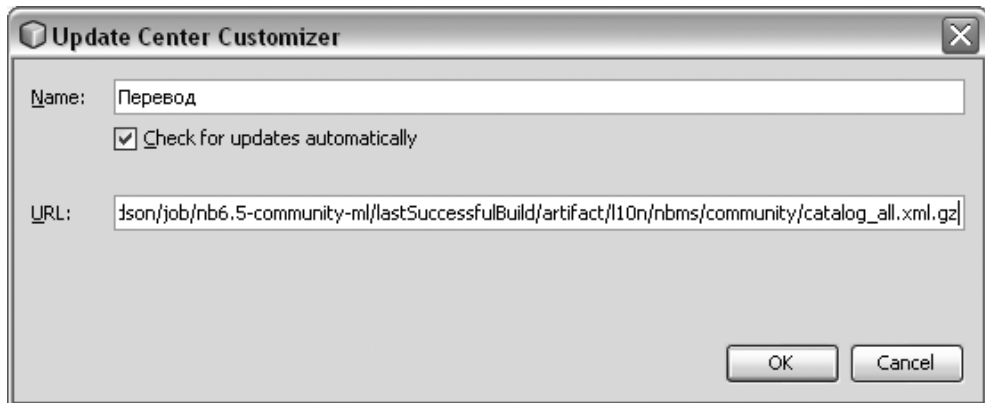 Update Center Customizer
Name: Перевод
Check for updates automatically
URL: dson/job/nb6.5-community-ml/lastSuccessfulBuild/artifact/l10n/nbms/community/catalog_all.xml.gz
OK Cancel